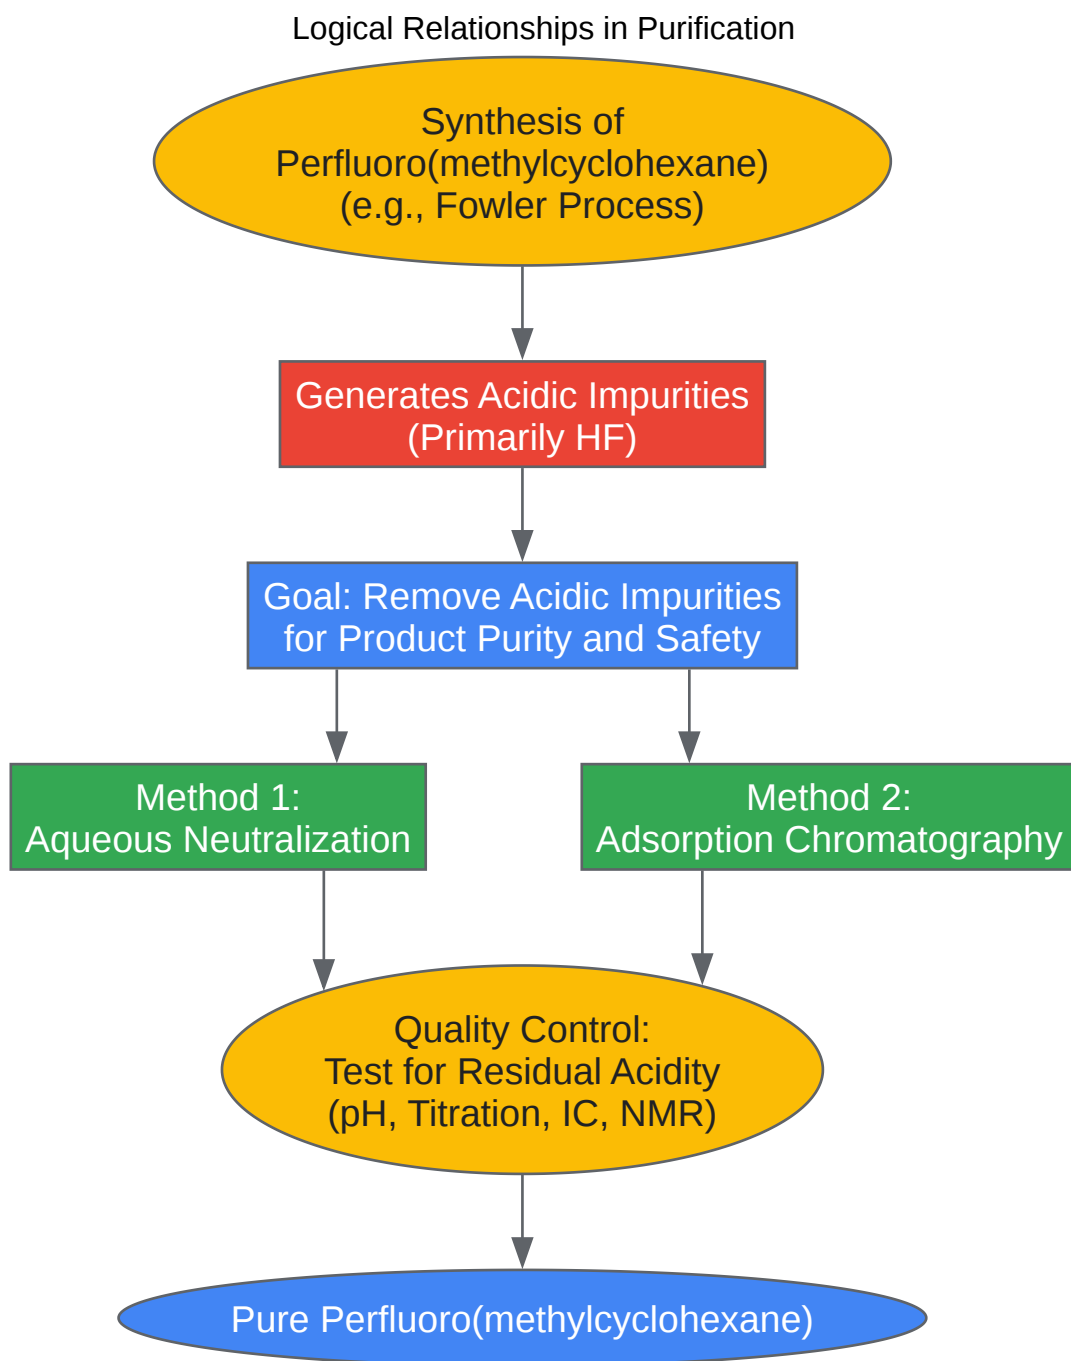 Logical Relationships in Purification
Synthesis of
Perfluoro(methylcyclohexane)
(e.g., Fowler Process)
Generates Acidic Impurities
(Primarily HF)
Goal: Remove Acidic Impurities
for Product Purity and Safety
Method 1:
Aqueous Neutralization
Method 2:
Adsorption Chromatography
Quality Control:
Test for Residual Acidity
(pH, Titration, IC, NMR)
Pure Perfluoro(methylcyclohexane)